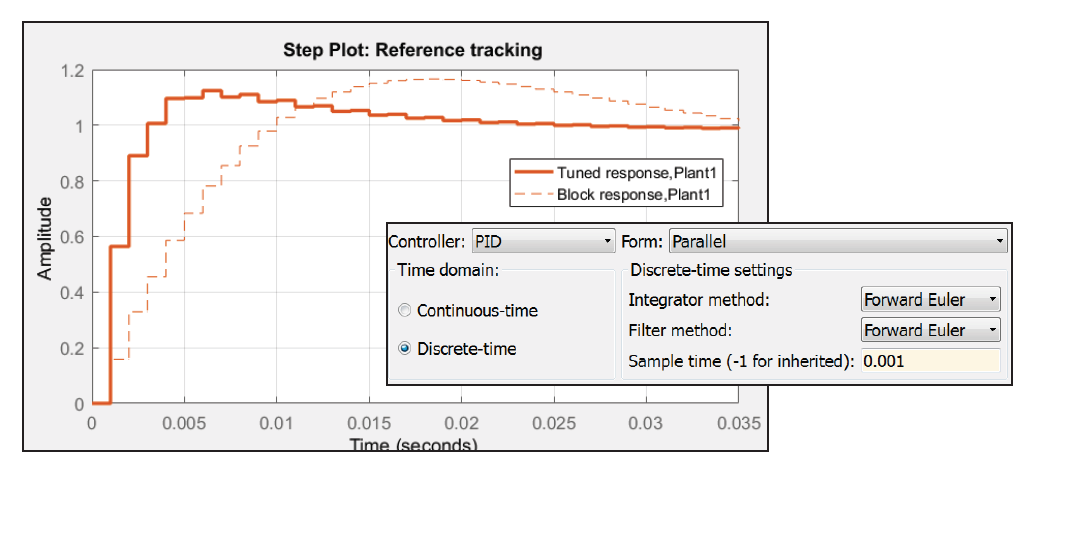 Step Plot: Reference tracking
1.2
1
0.8
0.6
0.4
0.2
0
Amplitude
Tuned response,Plant1
Block response,Plant1
0 0.005 0.01 0.015 0.02 0.025 0.03 0.035
Time (seconds)
Controller: PID Form: Parallel
Time domain:
Continuous-time
Discrete-time
Discrete-time settings
Integrator method: Forward Euler
Filter method: Forward Euler
Sample time (-1 for inherited): 0.001